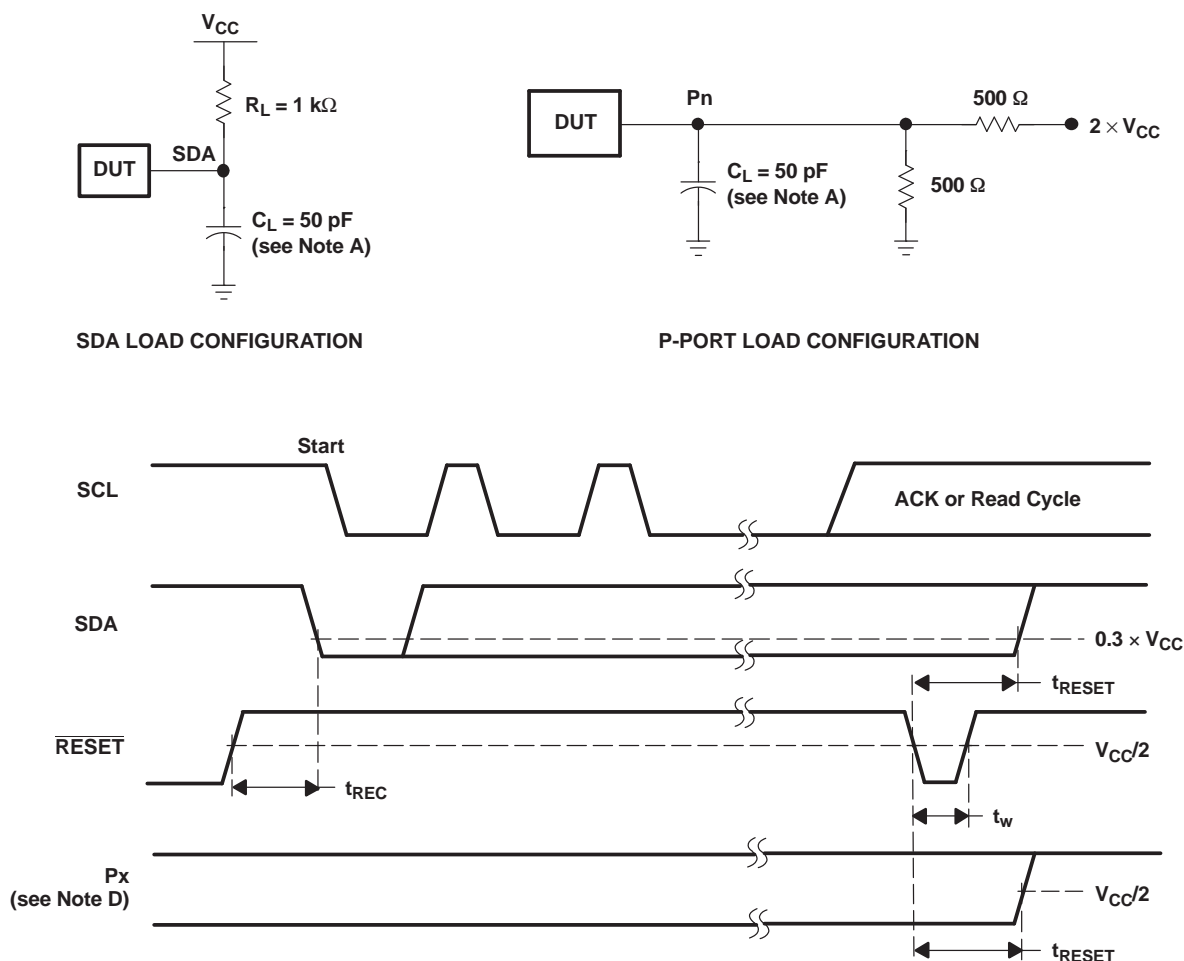 VCC
RL = 1 kΩ
DUT
SDA
CL = 50 pF
(see Note A)
SDA LOAD CONFIGURATION
DUT
Pn
500 Ω
2 × VCC
CL = 50 pF
(see Note A)
500 Ω
P-PORT LOAD CONFIGURATION
Start
SCL
ACK or Read Cycle
SDA
0.3 × VCC
tRESET
RESET
VCC/2
tREC
tw
Px
(see Note D)
VCC/2
tRESET